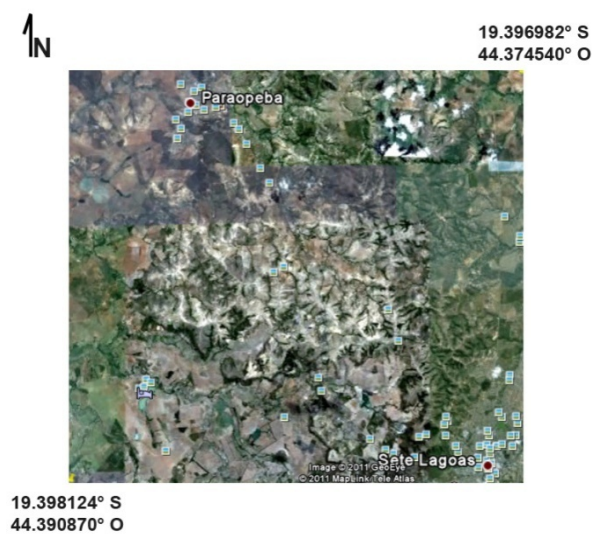 N
19.396982° S
44.374540° O
Paraopeba
Sete-Lagoas
Image © 2011 GeoEye
© 2011 MapLink/Tele Atlas
19.398124° S
44.390870° O